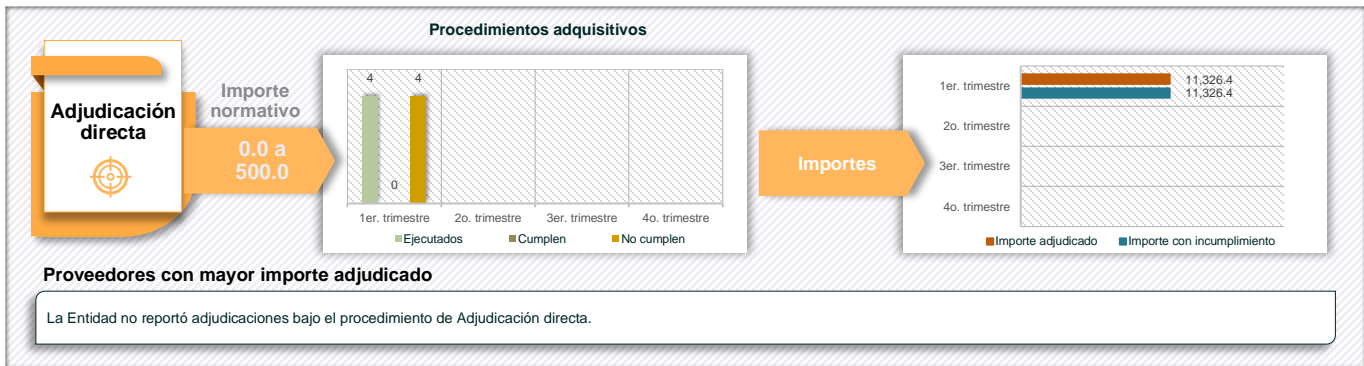 Procedimientos adquisitivos
Adjudicación
directa
Importe
normativo
0.0 a
500.0
4
0
4
1er. trimestre
2o. trimestre
3er. trimestre
4o. trimestre
Ejecutados
Cumplen
No cumplen
Importes
1er. trimestre
11,326.4
11,326.4
2o. trimestre
3er. trimestre
4o. trimestre
Importe adjudicado
Importe con incumplimiento
Proveedores con mayor importe adjudicado
La Entidad no reportó adjudicaciones bajo el procedimiento de Adjudicación directa.